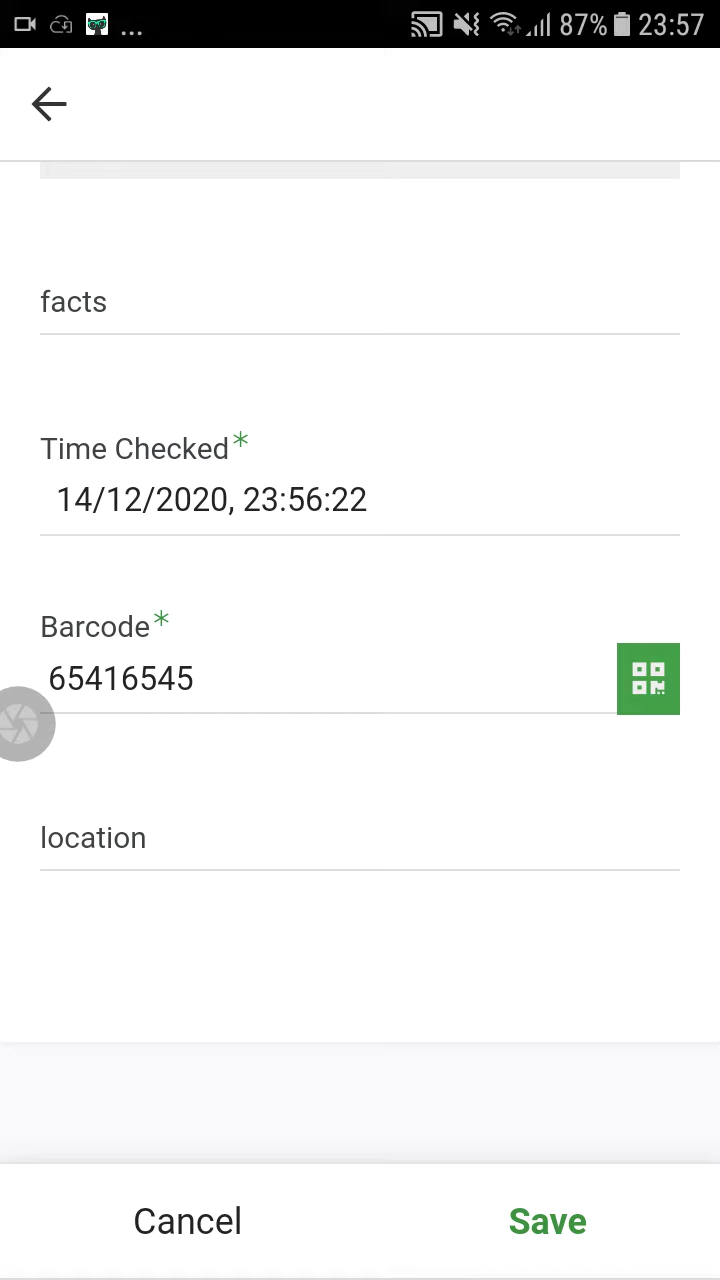 ... 87% 23:57
facts
Time Checked*
14/12/2020, 23:56:22
Barcode*
65416545
location
Cancel Save